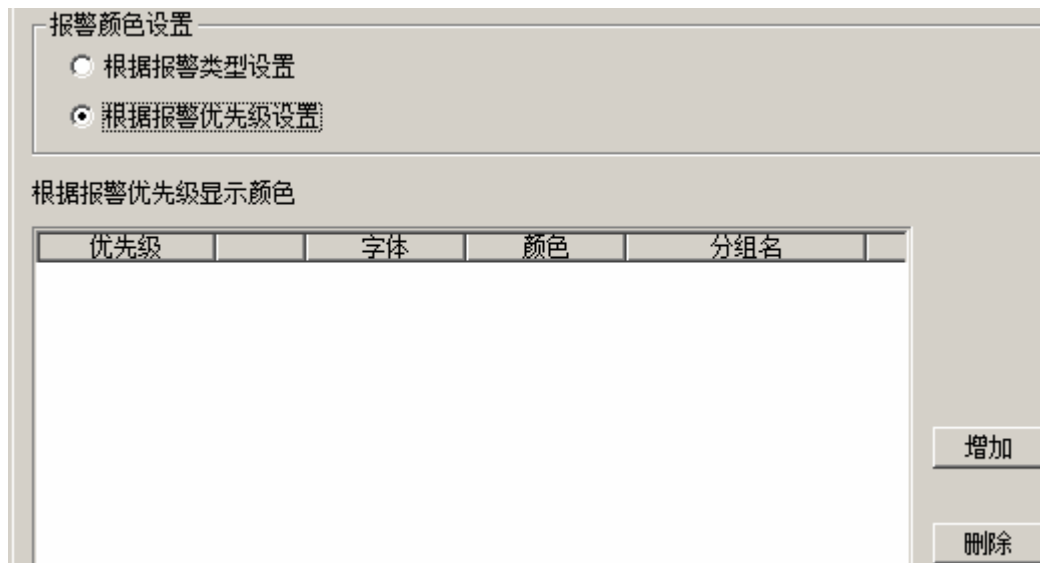 报警颜色设置
根据报警类型设置
根据报警优先级设置
根据报警优先级显示颜色
优先级 字体 颜色 分组名
增加
删除